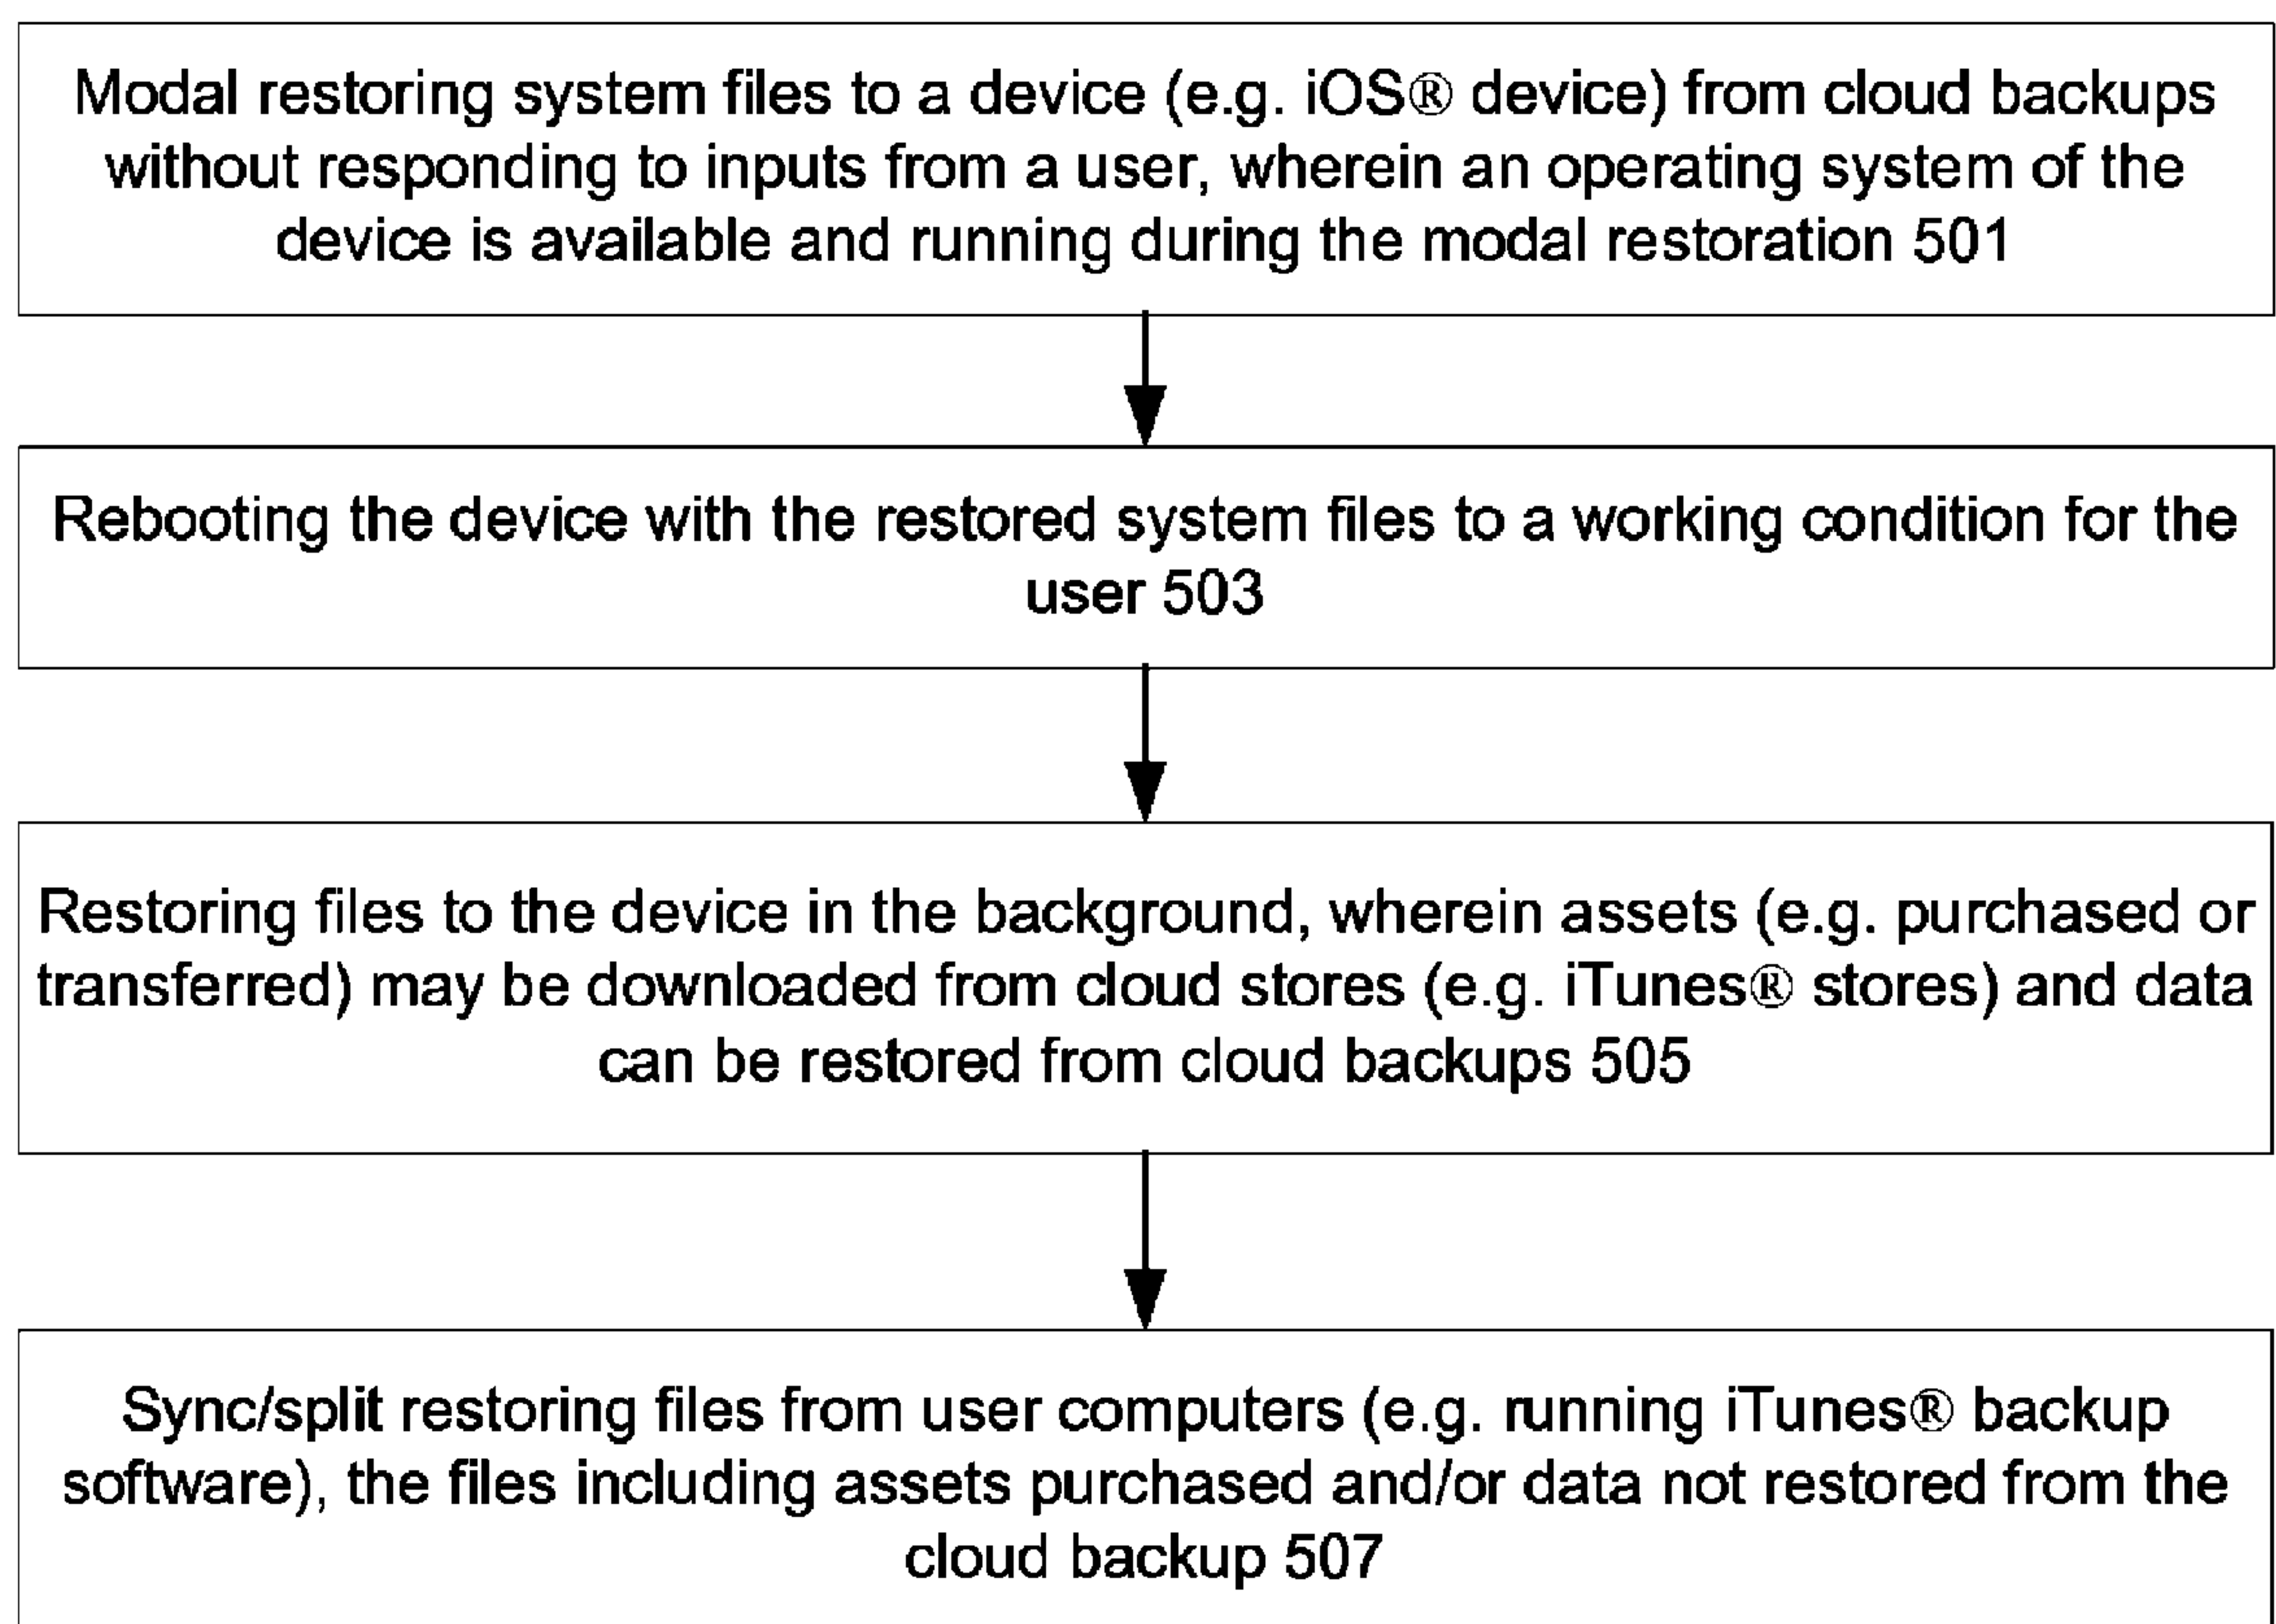 Modal restoring system files to a device (e.g. iOS® device) from cloud backups
without responding to inputs from a user, wherein an operating system of the
device is available and running during the modal restoration 501
Rebooting the device with the restored system files to a working condition for the
user 503
Restoring files to the device in the background, wherein assets (e.g. purchased or
transferred) may be downloaded from cloud stores (e.g. iTunes® stores) and data
can be restored from cloud backups 505
Sync/split restoring files from user computers (e.g. running iTunes® backup
software), the files including assets purchased and/or data not restored from the
cloud backup 507